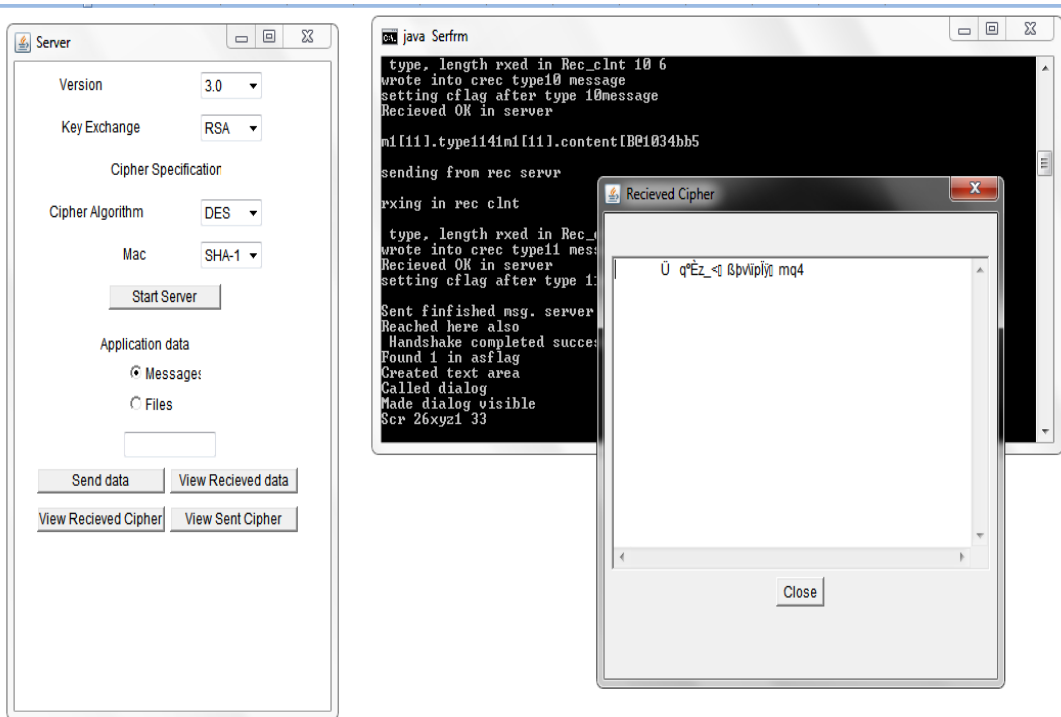 Server
Version 3.0
Key Exchange RSA
Cipher Specification
Cipher Algorithm DES
Mac SHA-1
Start Server
Application data
Messages
Files
Send data View Recieved data
View Recieved Cipher View Sent Cipher
java Serfrm
type, length rxed in Rec_clnt 10 6
wrote into crec type10 message
setting cflag after type 10message
Recieved OK in server
m1[11].type1141m1[11].content[B@1034bb5
sending from rec servr
rxing in rec clnt
type, length rxed in Rec_
wrote into crec type11 mes
Recieved OK in server
setting cflag after type 1
Sent finfished msg. server
Reached here also
Handshake completed succes
Found 1 in asflag
Created text area
Called dialog
Made dialog visible
Scr 26xyz1 33
Recieved Cipher
Ü mq4
Close